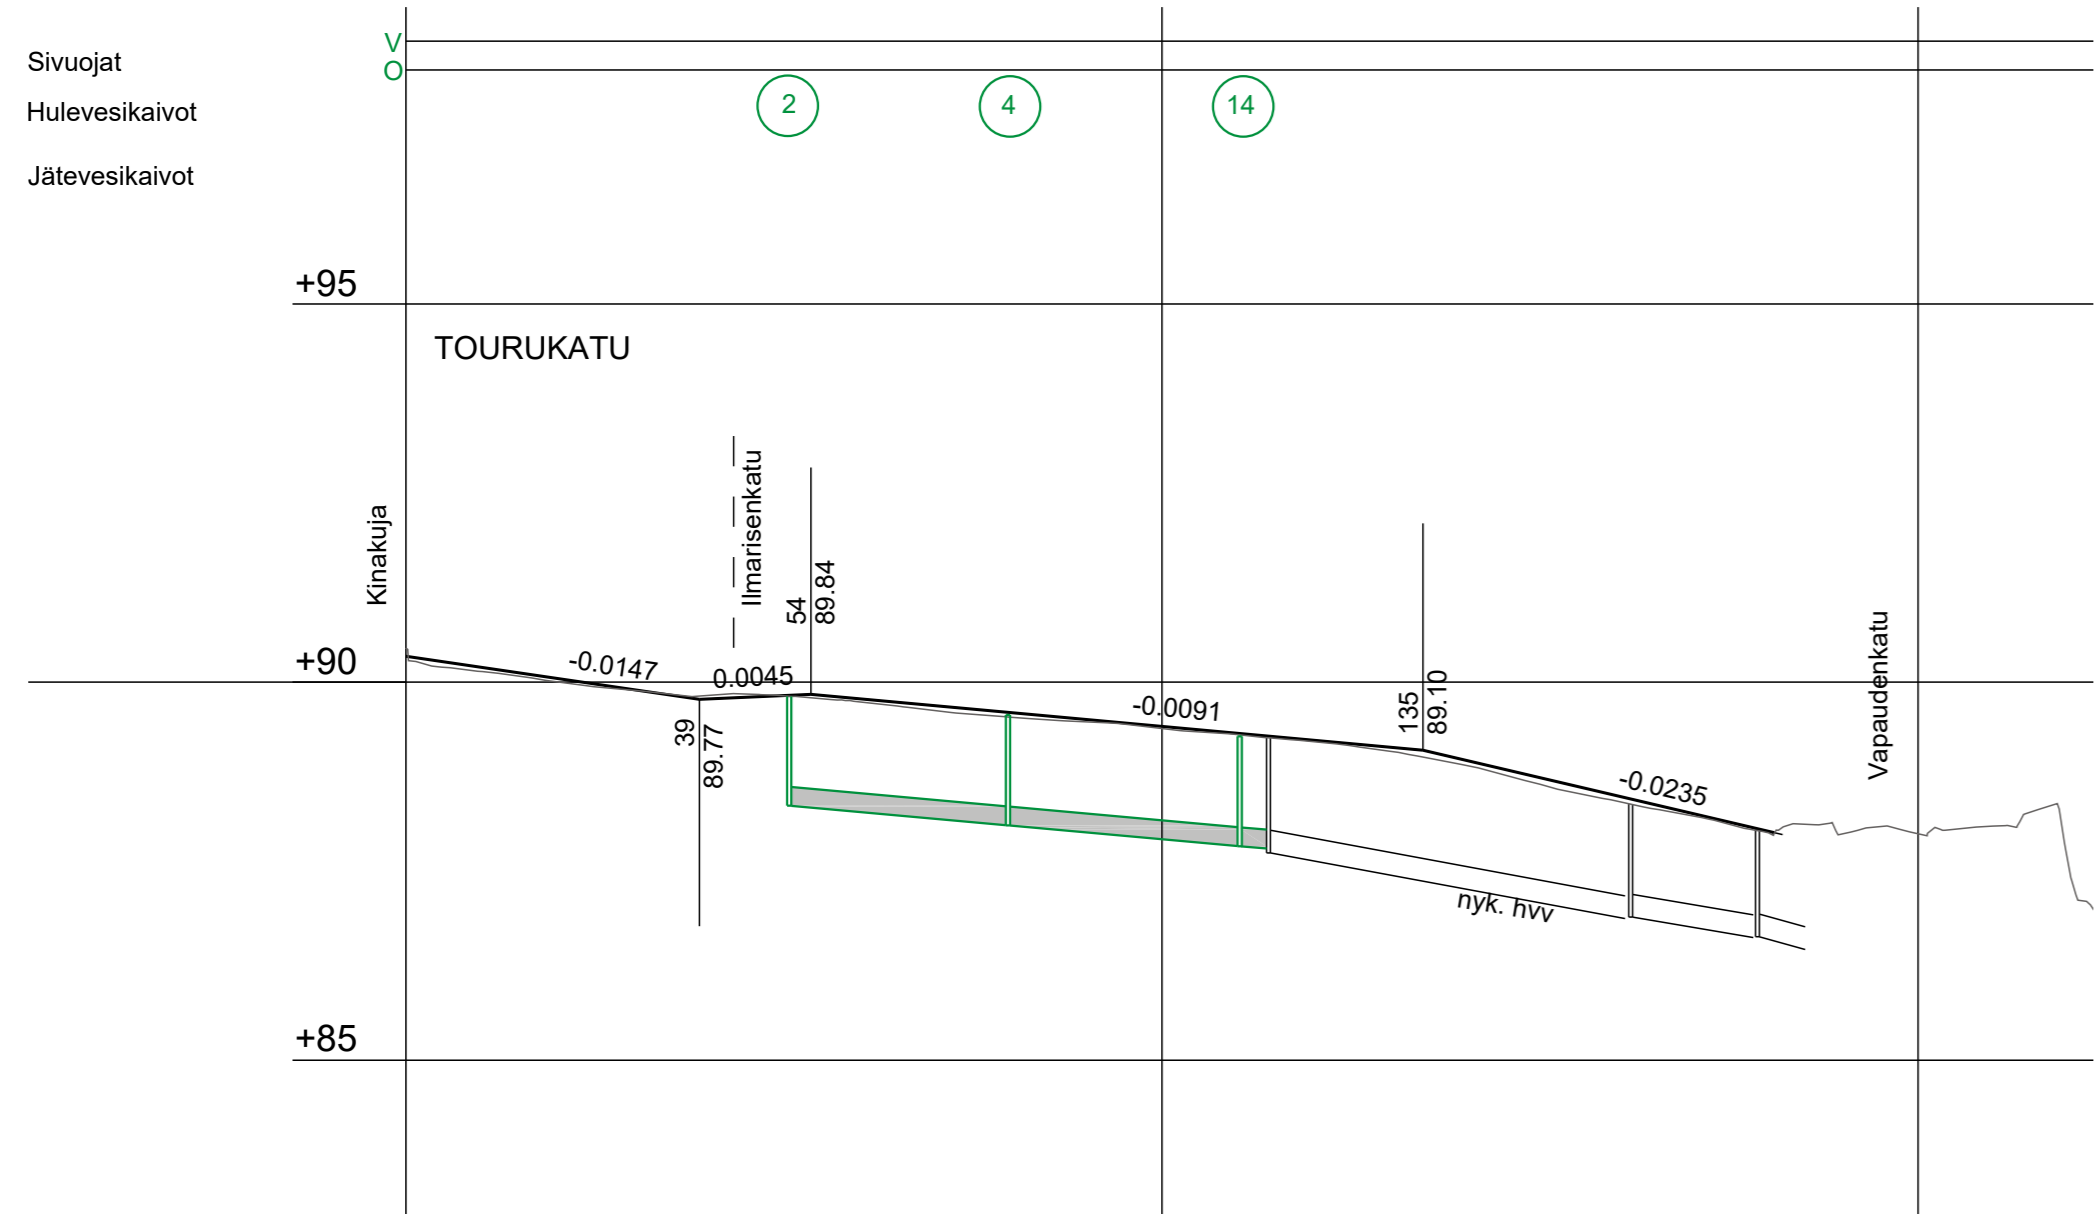 V
Sivuojat
O
Hulevesikaivot
2
4
14
Jätevesikaivot
+95
TOURUKATU
Kinakuja
Ilmarisenkatu
54
89.84
+90
-0.0147
0.0045
39
89.77
-0.0091
135
89.10
-0.0235
Vapaudenkatu
nyk. hvv
+85